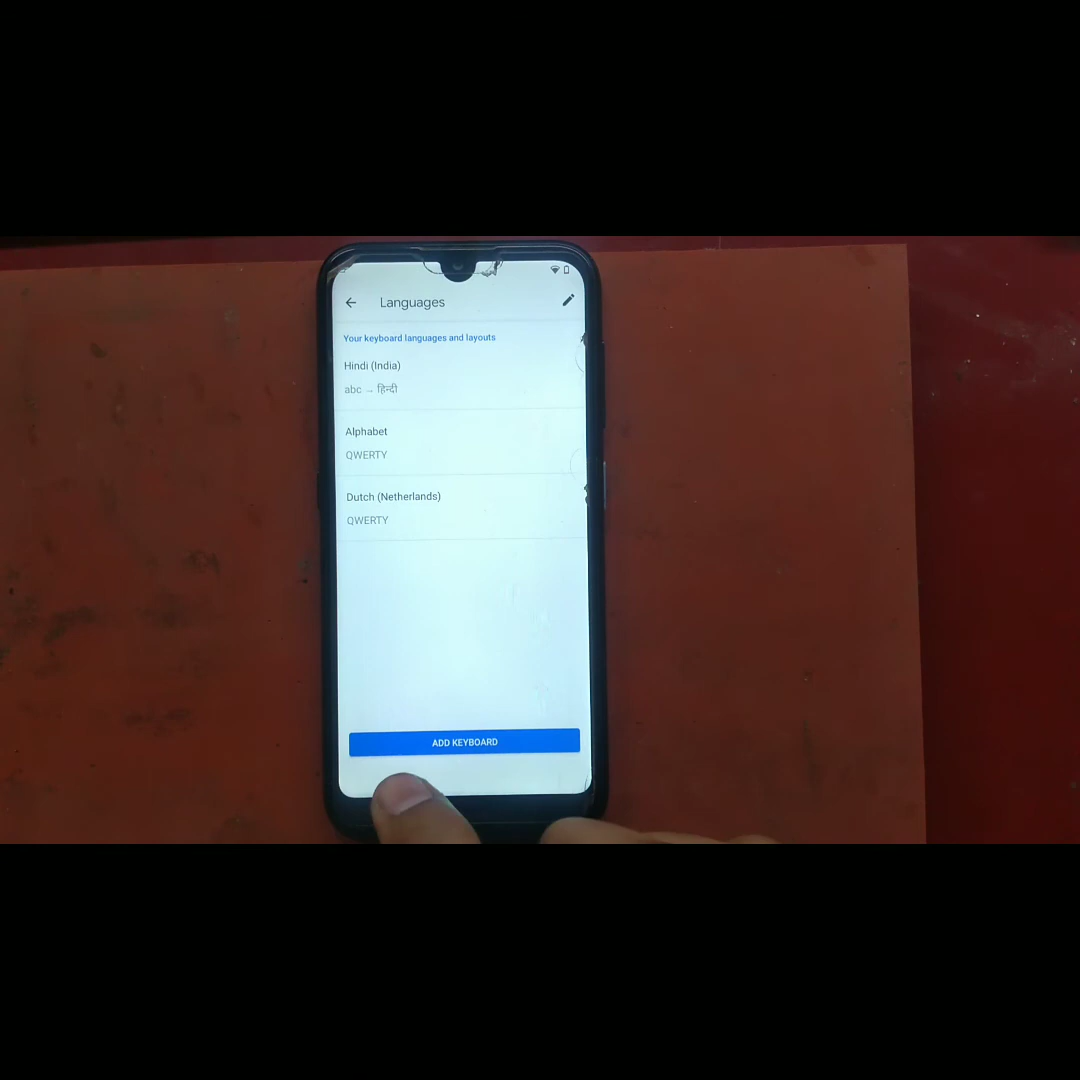 Languages
Your keyboard languages and layouts
Hindi (India)
abc → हिन्दी
Alphabet
QWERTY
Dutch (Netherlands)
QWERTY
ADD KEYBOARD